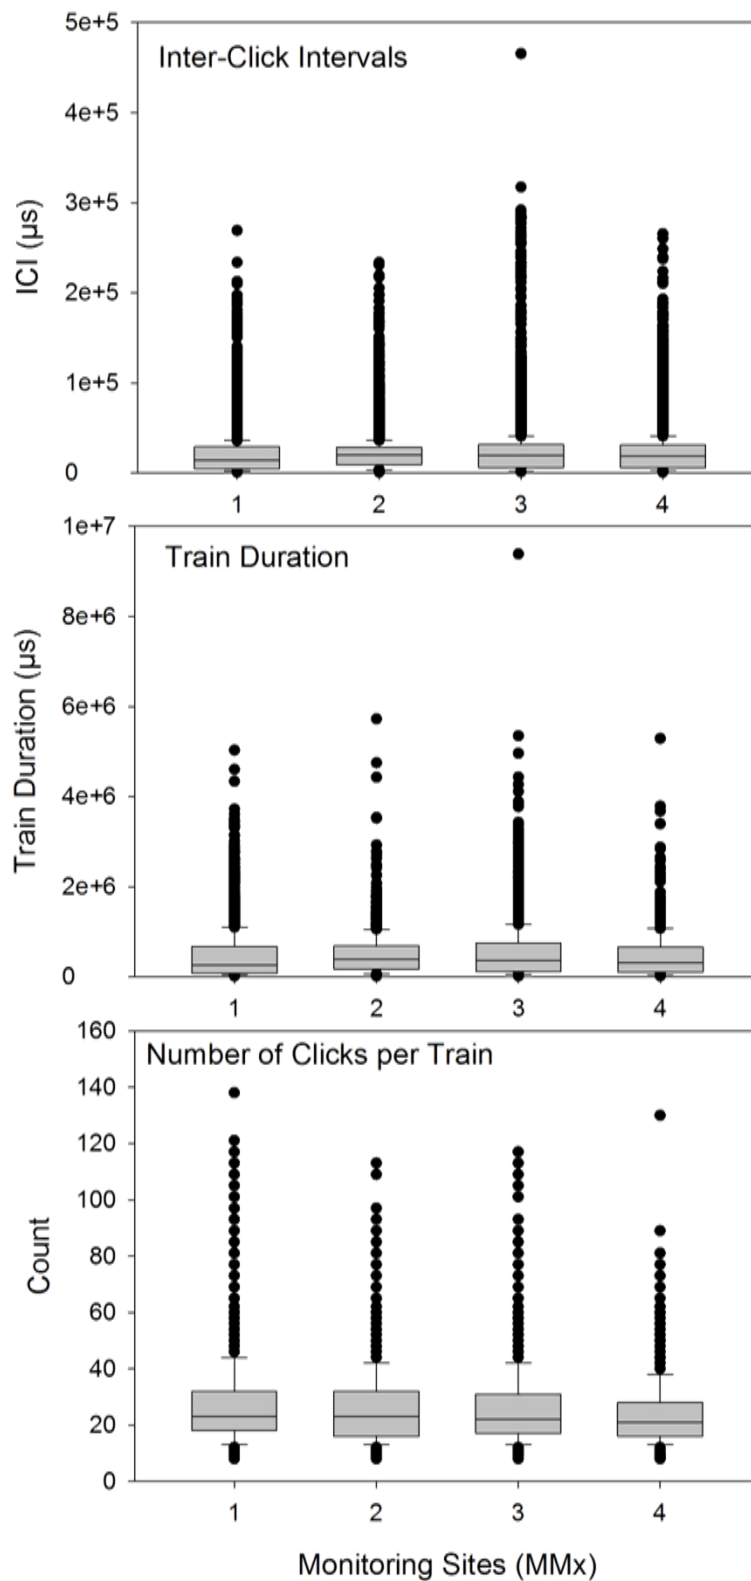 Inter-Click Intervals
ICI (µs)
5e+5
4e+5
3e+5
2e+5
1e+5
0
1 2 3 4
Train Duration
Train Duration (µs)
1e+7
8e+6
6e+6
4e+6
2e+6
0
1 2 3 4
Number of Clicks per Train
Count
160
140
120
100
80
60
40
20
0
1 2 3 4
Monitoring Sites (MMx)